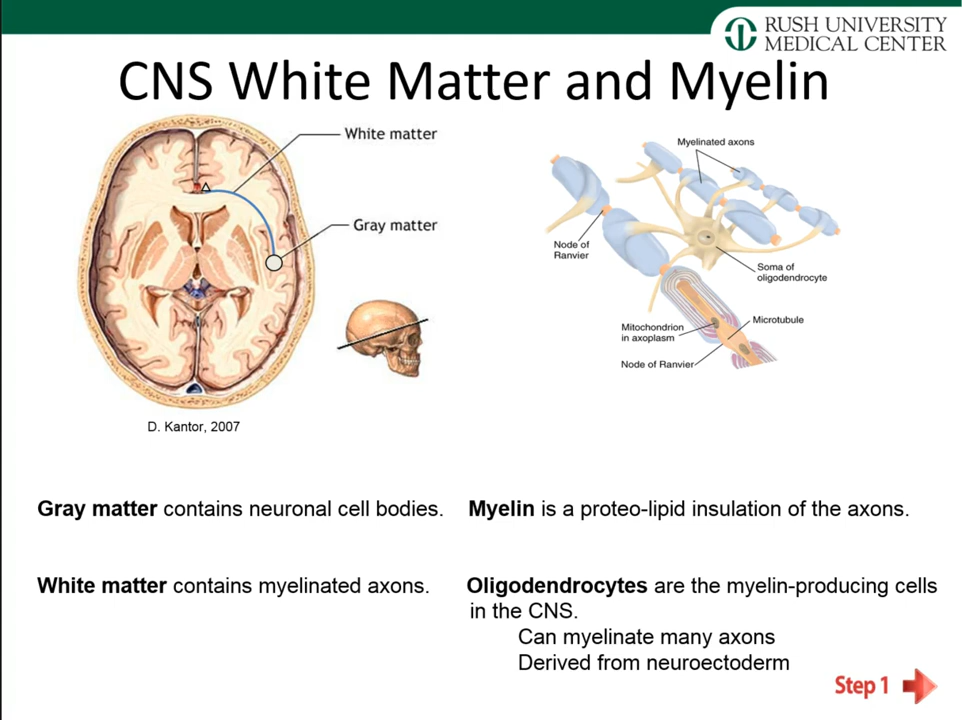 RUSH UNIVERSITY
MEDICAL CENTER
CNS White Matter and Myelin
White matter
Gray matter
D. Kantor, 2007
Myelinated axons
Node of
Ranvier
Soma of
oligodendrocyte
Mitochondrion
in axoplasm
Microtubule
Node of Ranvier
Gray matter contains neuronal cell bodies.
White matter contains myelinated axons.
Myelin is a proteo-lipid insulation of the axons.
Oligodendrocytes are the myelin-producing cells
in the CNS.
Can myelinate many axons
Derived from neuroectoderm
Step 1